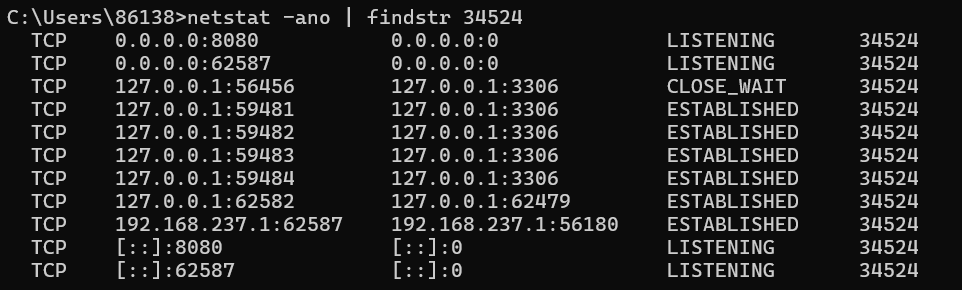 C:\Users\86138>netstat -ano | findstr 34524
TCP 0.0.0.0:8080 0.0.0.0:0 LISTENING 34524
TCP 0.0.0.0:62587 0.0.0.0:0 LISTENING 34524
TCP 127.0.0.1:56456 127.0.0.1:3306 CLOSE_WAIT 34524
TCP 127.0.0.1:59481 127.0.0.1:3306 ESTABLISHED 34524
TCP 127.0.0.1:59482 127.0.0.1:3306 ESTABLISHED 34524
TCP 127.0.0.1:59483 127.0.0.1:3306 ESTABLISHED 34524
TCP 127.0.0.1:59484 127.0.0.1:3306 ESTABLISHED 34524
TCP 127.0.0.1:62582 127.0.0.1:62479 ESTABLISHED 34524
TCP 192.168.237.1:62587 192.168.237.1:56180 ESTABLISHED 34524
TCP [::]:8080 [::]:0 LISTENING 34524
TCP [::]:62587 [::]:0 LISTENING 34524